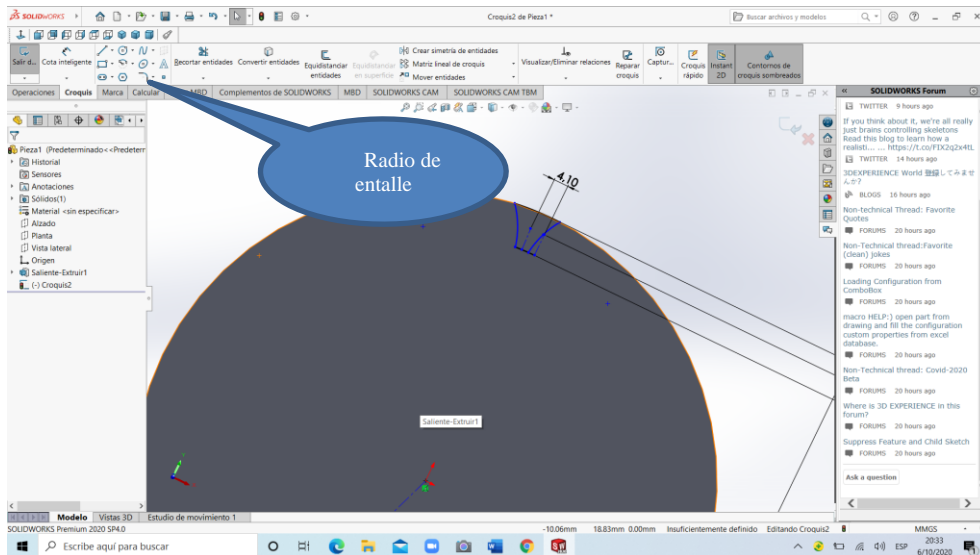 SOLIDWORKS
Croquis2 de Pieza1 *
Buscar archivos y modelos
Salir d...
Cota inteligente
Recortar entidades
Convertir entidades
Equidistanciar entidades
Equidistanciar en superficie
Crear simetría de entidades
Matriz lineal de croquis
Mover entidades
Visualizar/Eliminar relaciones
Reparar croquis
Captur...
Croquis rápido
Instant 2D
Contornos de croquis sombreados
Operaciones
Croquis
Marca
Calcular
MBD
Complementos de SOLIDWORKS
MBD
SOLIDWORKS CAM
SOLIDWORKS CAM TBM
Pieza1 (Predeterminado<<Predeterr
Historial
Sensores
Anotaciones
Sólidos(1)
Material <sin especificar>
Alzado
Planta
Vista lateral
Origen
Saliente-Extruir1
(-) Croquis2
Radio de
entalle
4,10
Saliente-Extruir1
SOLIDWORKS Forum
TWITTER 9 hours ago
If you think about it, we're all really
just brains controlling skeletons
Read this blog to learn how a
realisti... ... https://t.co/FIX2q2x4tL
TWITTER 14 hours ago
3DEXPERIENCE World 登録してみませ
んか?
BLOGS 16 hours ago
Non-technical Thread: Favorite
Quotes
FORUMS 20 hours ago
Non-Technical thread:Favorite
(clean) jokes
FORUMS 20 hours ago
Loading Configuration from
ComboBox
FORUMS 20 hours ago
macro HELP:) open part from
drawing and fill the configuration
custom properties from excel
database.
FORUMS 20 hours ago
Non-Technical thread: Covid-2020
Beta
FORUMS 20 hours ago
Where is 3D EXPERIENCE in this
forum?
FORUMS 20 hours ago
Suppress Feature and Child Sketch
FORUMS 20 hours ago
Ask a question
Modelo
Vistas 3D
Estudio de movimiento 1
SOLIDWORKS Premium 2020 SP4.0
-10.06mm 18.83mm 0.00mm Insuficientemente definido Editando Croquis2
MMGS
Escribe aquí para buscar
ESP
20:33
6/10/2020